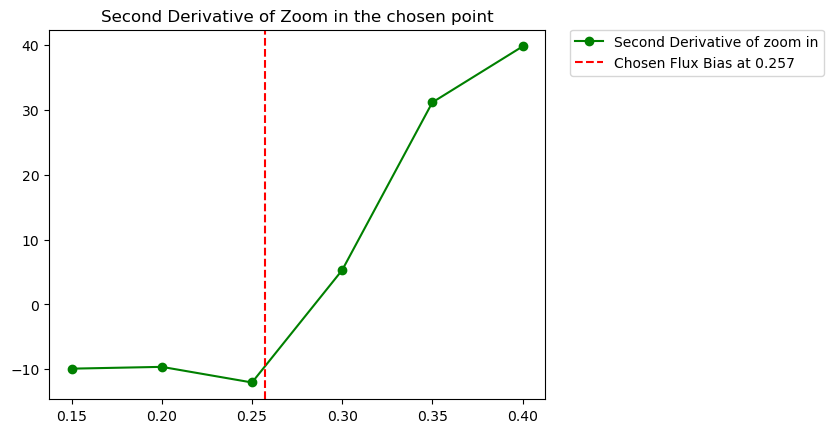 Second Derivative of Zoom in the chosen point
Second Derivative of zoom in
Chosen Flux Bias at 0.257
40
30
20
10
0
−10
0.15 0.20 0.25 0.30 0.35 0.40